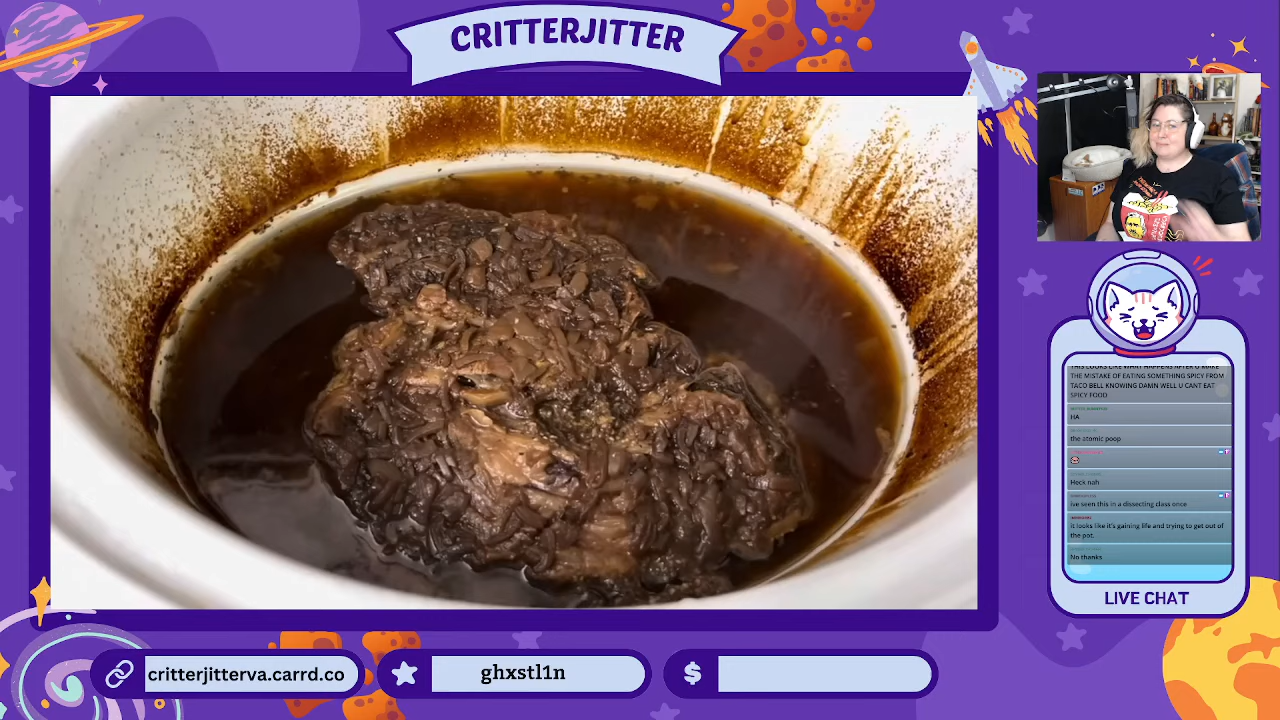 CRITTERJITTER
THE MISTAKE OF EATING SOMETHING SPICY FROM
TACO BELL KNOWING DAMN WELL U CANT EAT
SPICY FOOD
HA
the atomic poop
Heck nah
ive seen this in a dissecting class once
it looks like it's gaining life and trying to get out of
the pot.
No thanks
LIVE CHAT
critterjitterva.carrd.co
ghxstl1n
$